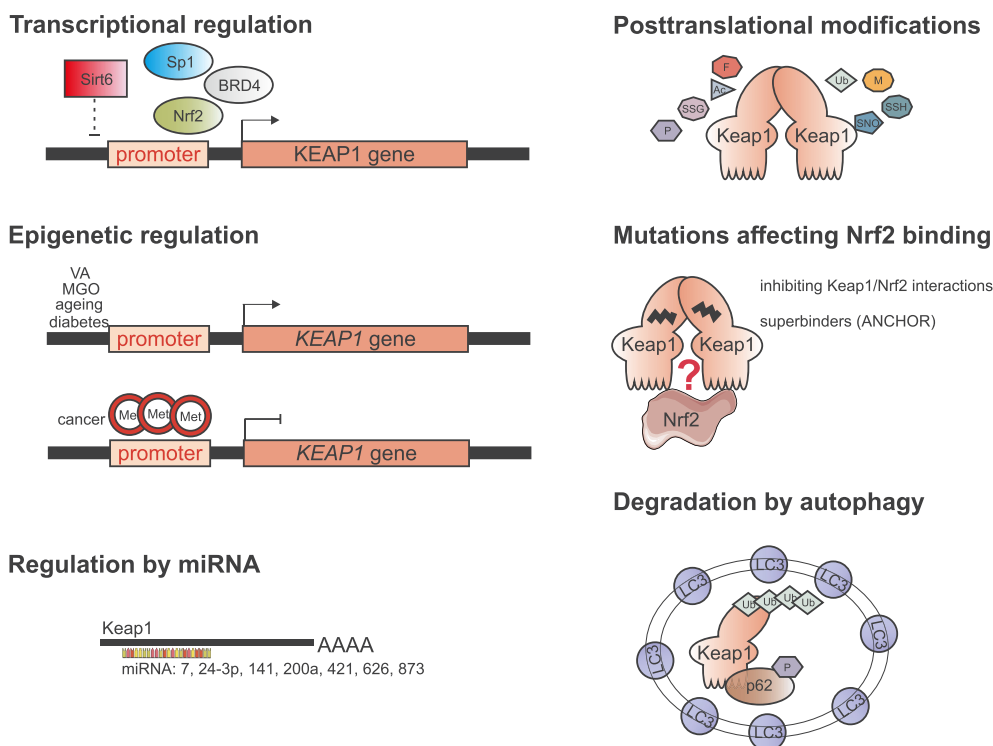 Transcriptional regulation
Sirt6
Sp1
BRD4
Nrf2
promoter
KEAP1 gene
Epigenetic regulation
VA
MGO
ageing
diabetes
promoter
KEAP1 gene
cancer
Me
Met
Met
promoter
KEAP1 gene
Regulation by miRNA
Keap1
AAAA
miRNA: 7, 24-3p, 141, 200a, 421, 626, 873
Posttranslational modifications
F
Ac
SSG
P
Ub
M
SSH
SNO
Keap1
Keap1
Mutations affecting Nrf2 binding
inhibiting Keap1/Nrf2 interactions
superbinders (ANCHOR)
Keap1
Keap1
?
Nrf2
Degradation by autophagy
LC3
LC3
LC3
LC3
LC3
LC3
LC3
LC3
Ub
Ub
Ub
Ub
Keap1
P
p62